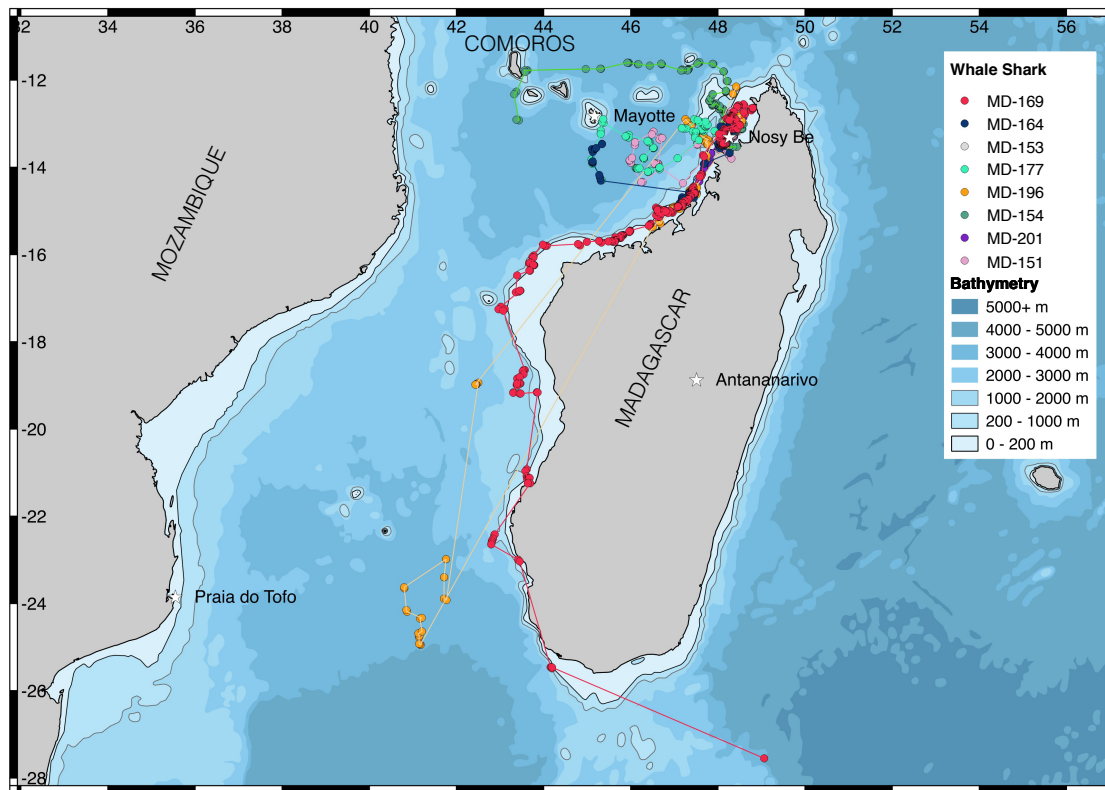 32 34 36 38 40 42 44 46 48 50 52 54 56
COMOROS
-12
Mayotte
Nosy Be
-14
MOZAMBIQUE
-16
-18
MADAGASCAR
Antananarivo
-20
-22
-24
Praia do Tofo
-26
-28
Whale Shark
MD-169
MD-164
MD-153
MD-177
MD-196
MD-154
MD-201
MD-151
Bathymetry
5000+ m
4000 - 5000 m
3000 - 4000 m
2000 - 3000 m
1000 - 2000 m
200 - 1000 m
0 - 200 m